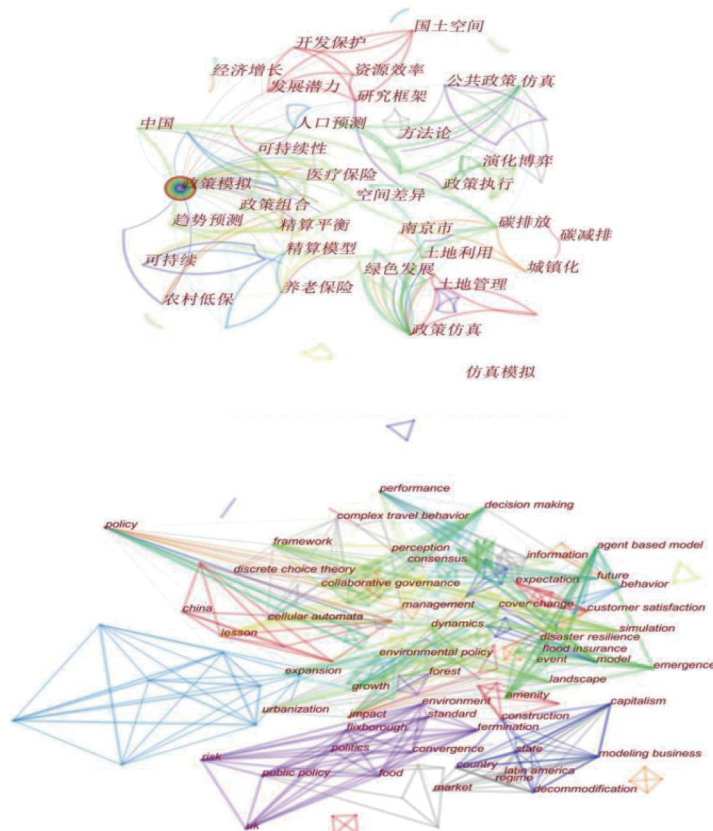 国土空间
开发保护
经济增长
资源效率
发展潜力
公共政策仿真
研究框架
中国
人口预测
方法论
可持续性
演化博弈
医疗保险
政策模拟
政策执行
空间差异
政策组合
趋势预测
精算平衡
南京市
碳排放
碳减排
精算模型
土地利用
可持续
绿色发展
城镇化
养老保险
土地管理
农村低保
政策仿真
仿真模拟
performance
decision making
complex travel behavior
policy
framework
perception
agent based model
consensus
information
discrete choice theory
expectation
future
collaborative governance
behavior
china
management
cover change
customer satisfaction
cellular automata
lesson
dynamics
simulation
disaster resilience
environmental policy
flood insurance
expansion
forest
event
model
emergence
growth
landscape
amenity
urbanization
environment
capitalism
impact
standard
construction
flixborough
termination
politics
convergence
state
risk
modeling business
public policy
food
country
latin america
regime
market
decommodification
uk